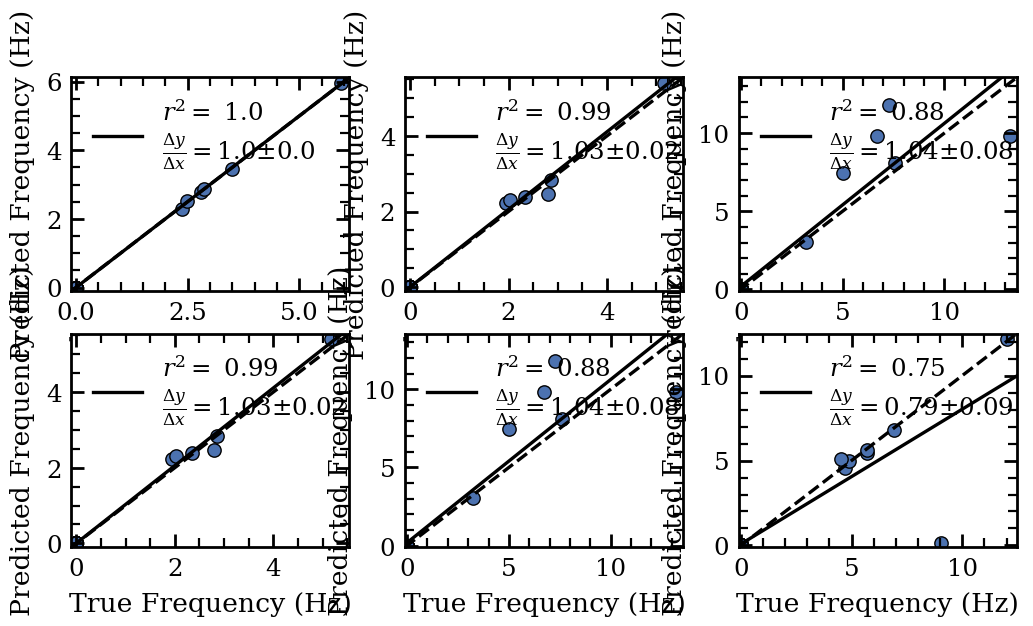 Predicted Frequency (Hz)
6
4
2
0
0.0
2.5
5.0
r² = 1.0
Δy/Δx = 1.0±0.0
Predicted Frequency (Hz)
4
2
0
0
2
4
r² = 0.99
Δy/Δx = 1.03±0.02
Predicted Frequency (Hz)
10
5
0
0
5
10
r² = 0.88
Δy/Δx = 1.04±0.08
Predicted Frequency (Hz)
4
2
0
0
2
4
r² = 0.99
Δy/Δx = 1.03±0.02
True Frequency (Hz)
Predicted Frequency (Hz)
10
5
0
0
5
10
r² = 0.88
Δy/Δx = 1.04±0.08
True Frequency (Hz)
Predicted Frequency (Hz)
10
5
0
0
5
10
r² = 0.75
Δy/Δx = 0.79±0.09
True Frequency (Hz)